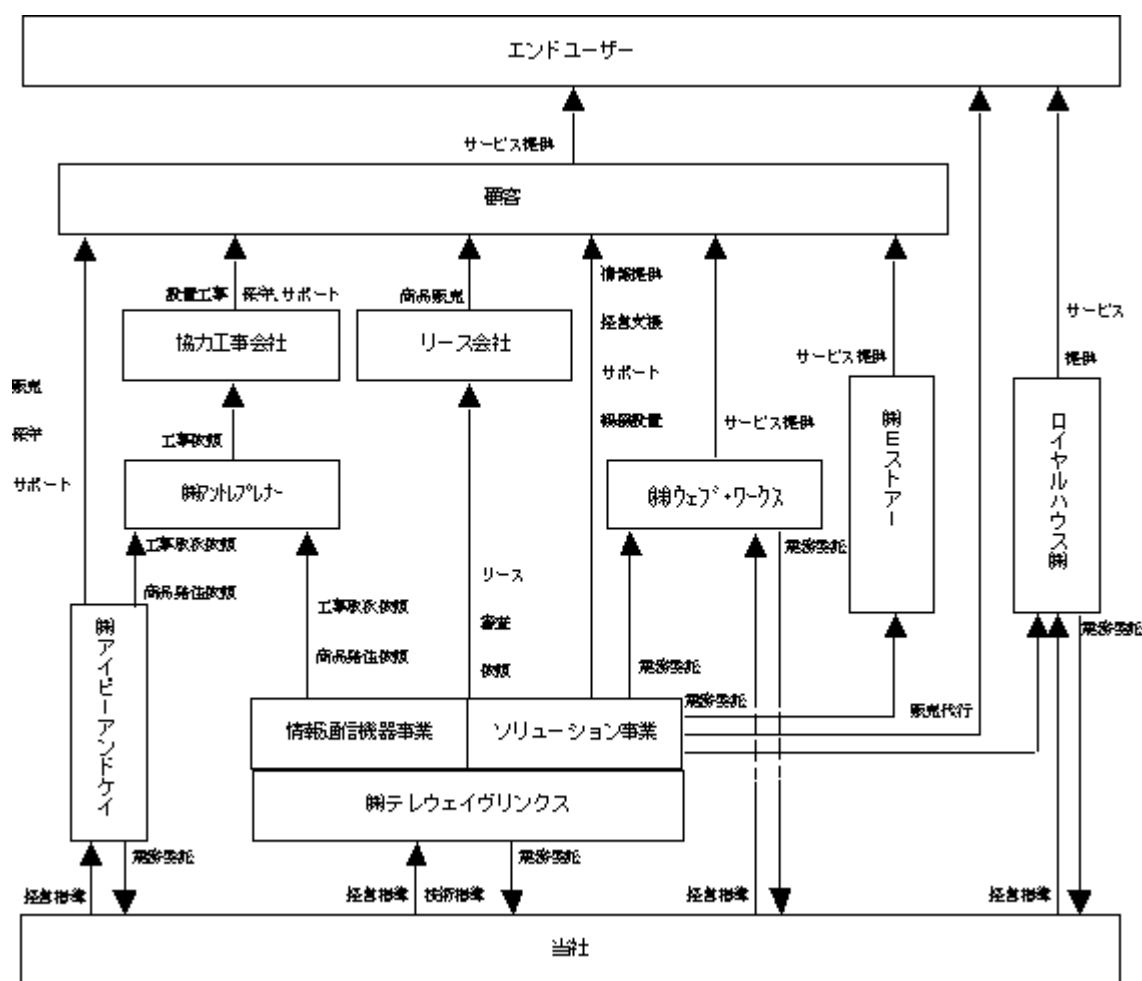 エンドユーザー
サービス提供
顧客
設置工事 保守、サポート
商品販売
情報提供
経営支援
サポート
機器設置
サービス提供
サービス
提供
協力工事会社
リース会社
サービス提供
販売
保守
サポート
工事依頼
㈱アントレプレナー
㈱ウェブ・ワークス
㈱Eストアー
ロイヤルハウス㈱
工事取次依頼
商品発注依頼
業務委託
リース
審査
依頼
工事取次依頼
商品発注依頼
業務委託
業務委託
業務委託
販売代行
㈱アイビーアンドケイ
情報通信機器事業
ソリューション事業
㈱テレウェイヴリンクス
業務委託
業務委託
経営指導
経営指導 技術指導
経営指導
経営指導
当社